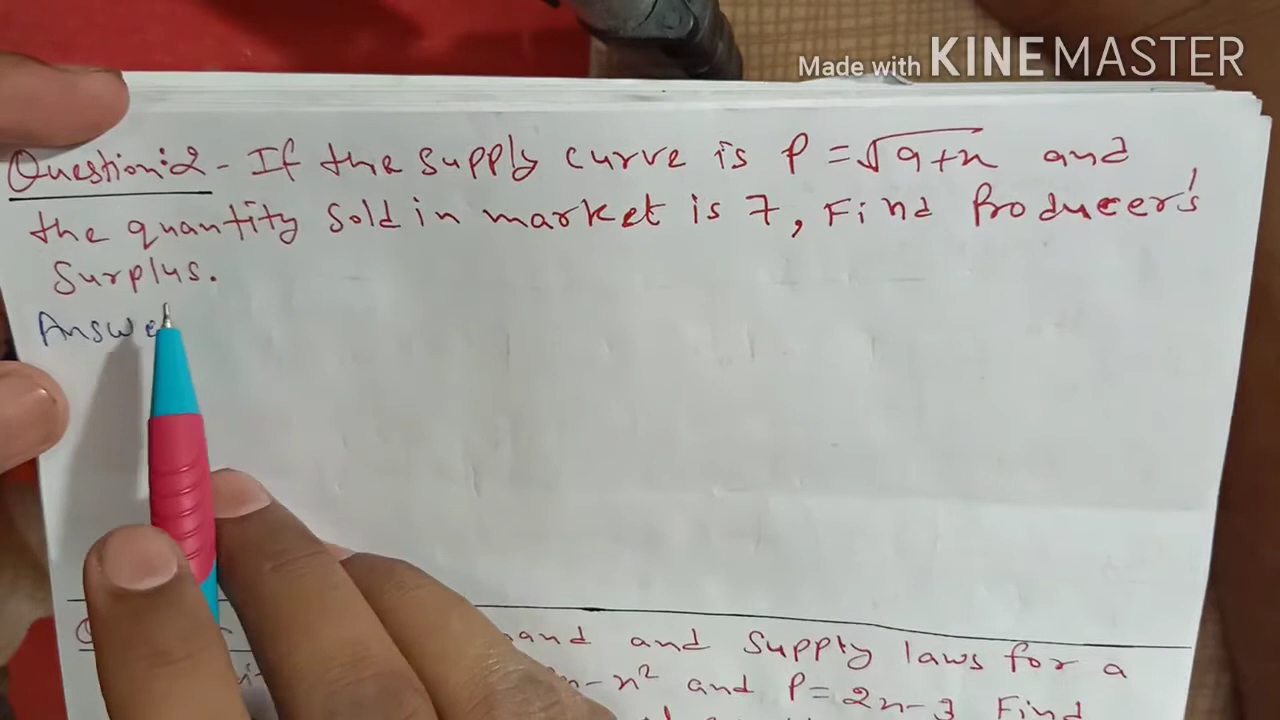 Made with KINEMASTER
Question:2 - If the supply curve is P = √9+x and
the quantity sold in market is 7, Find Producer's
Surplus.
Answe
and Supply laws for a
- x² and P = 2x-3 Find